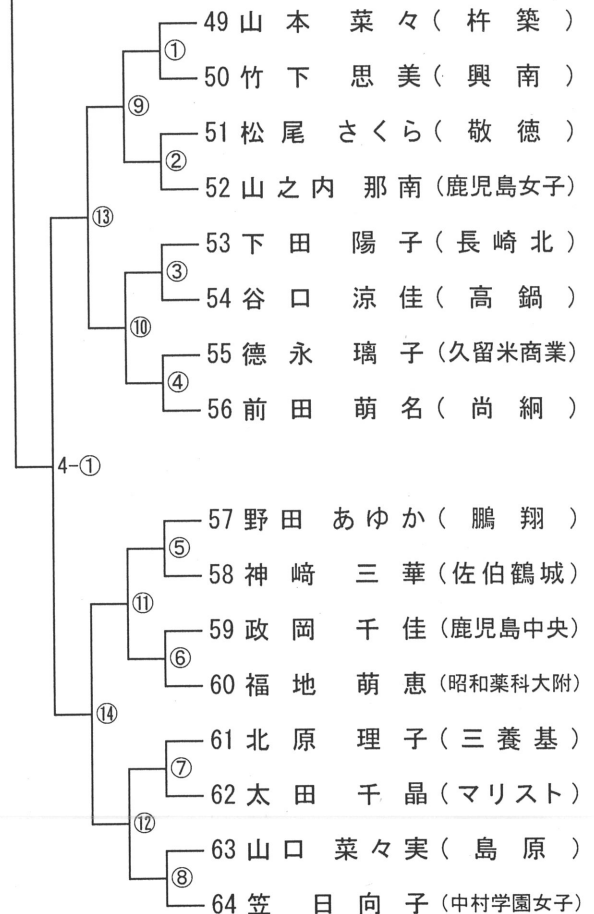 49 山本 菜々 (杵築)
①
50 竹下 思美 (興南)
⑨
51 松尾 さくら (敬徳)
②
52 山之内 那南 (鹿児島女子)
⑬
53 下田 陽子 (長崎北)
③
54 谷口 涼佳 (高鍋)
⑩
55 德永 璃子 (久留米商業)
④
56 前田 萌名 (尚絅)
4-①
57 野田 あゆか (鵬翔)
⑤
58 神﨑 三華 (佐伯鶴城)
⑪
59 政岡 千佳 (鹿児島中央)
⑥
60 福地 萌恵 (昭和薬科大附)
⑭
61 北原 理子 (三養基)
⑦
62 太田 千晶 (マリスト)
⑫
63 山口 菜々実 (島原)
⑧
64 笠 日向子 (中村学園女子)